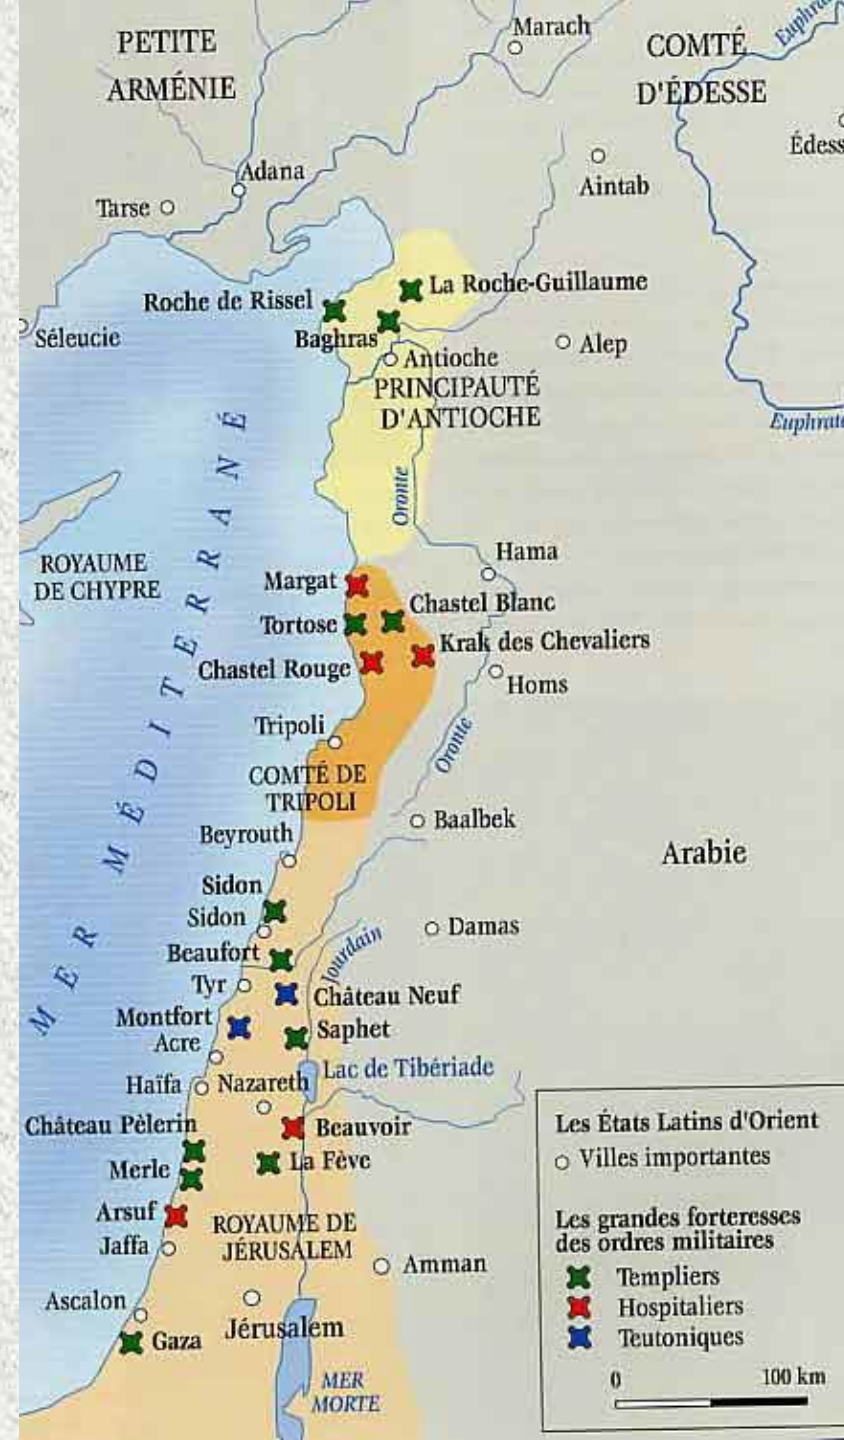 Marach
PETITE
ARMÉNIE
COMTÉ
D'ÉDESSE
Adana
Tarse
Aintab
La Roche-Guillaume
Roche de Rissel
Baghras
Séleucie
Alep
Antioche
PRINCIPAUTÉ
D'ANTIOCHE
Oronte
MER MÉDITERRANÉ
ROYAUME
DE CHYPRE
Hama
Margat
Chastel Blanc
Tortose
Krak des Chevaliers
Chastel Rouge
Homs
Tripoli
Oronte
COMTÉ DE
TRIPOLI
Baalbek
Beyrouth
Arabie
Sidon
Sidon
Damas
Beaufort
Jourdain
Tyr
Château Neuf
Montfort
Saphet
Acre
Lac de Tibériade
Haïfa
Nazareth
Château Pèlerin
Beauvoir
Merle
La Fève
Arsuf
ROYAUME DE
JÉRUSALEM
Jaffa
Amman
Ascalon
Jérusalem
Gaza
MER
MORTE
Les États Latins d'Orient
Villes importantes
Les grandes forteresses
des ordres militaires
Templiers
Hospitaliers
Teutoniques
0 100 km